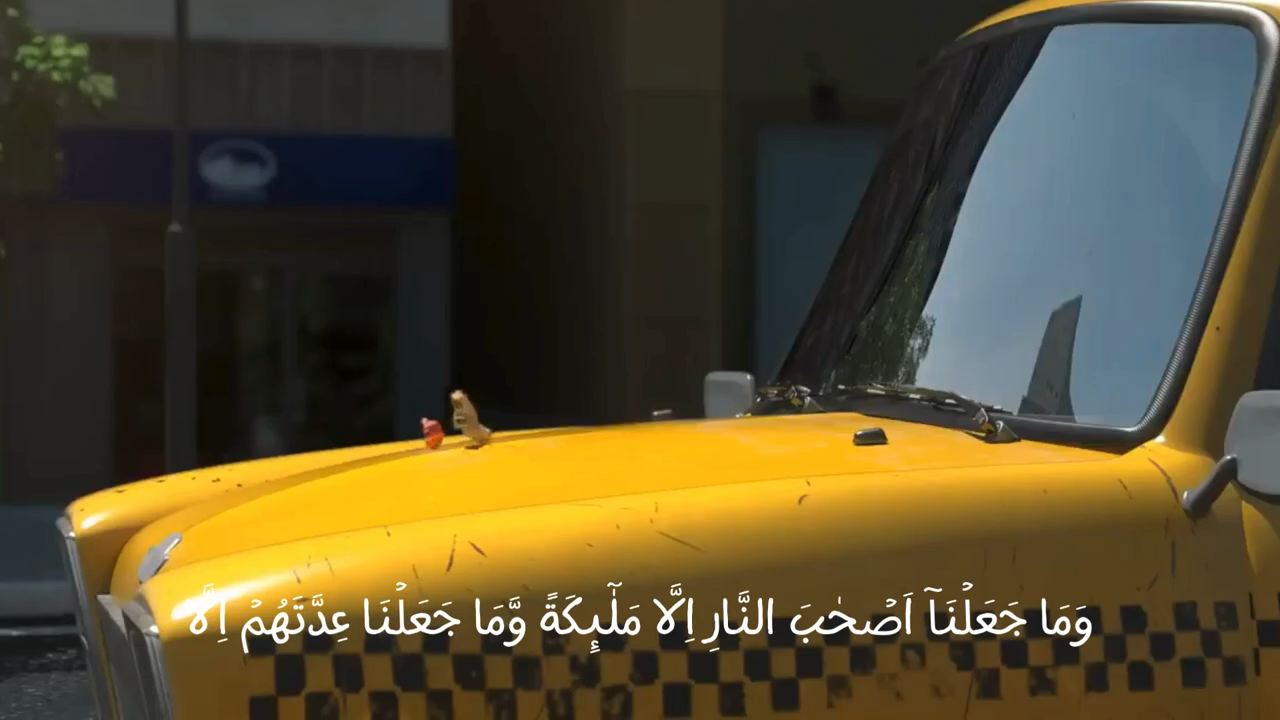 وَمَا جَعَلۡنَاۤ اَصۡحٰبَ النَّارِ اِلَّا مَلٰٓٮِٕكَةً وَّمَا جَعَلۡنَا عِدَّتَهُمۡ اِلَّا